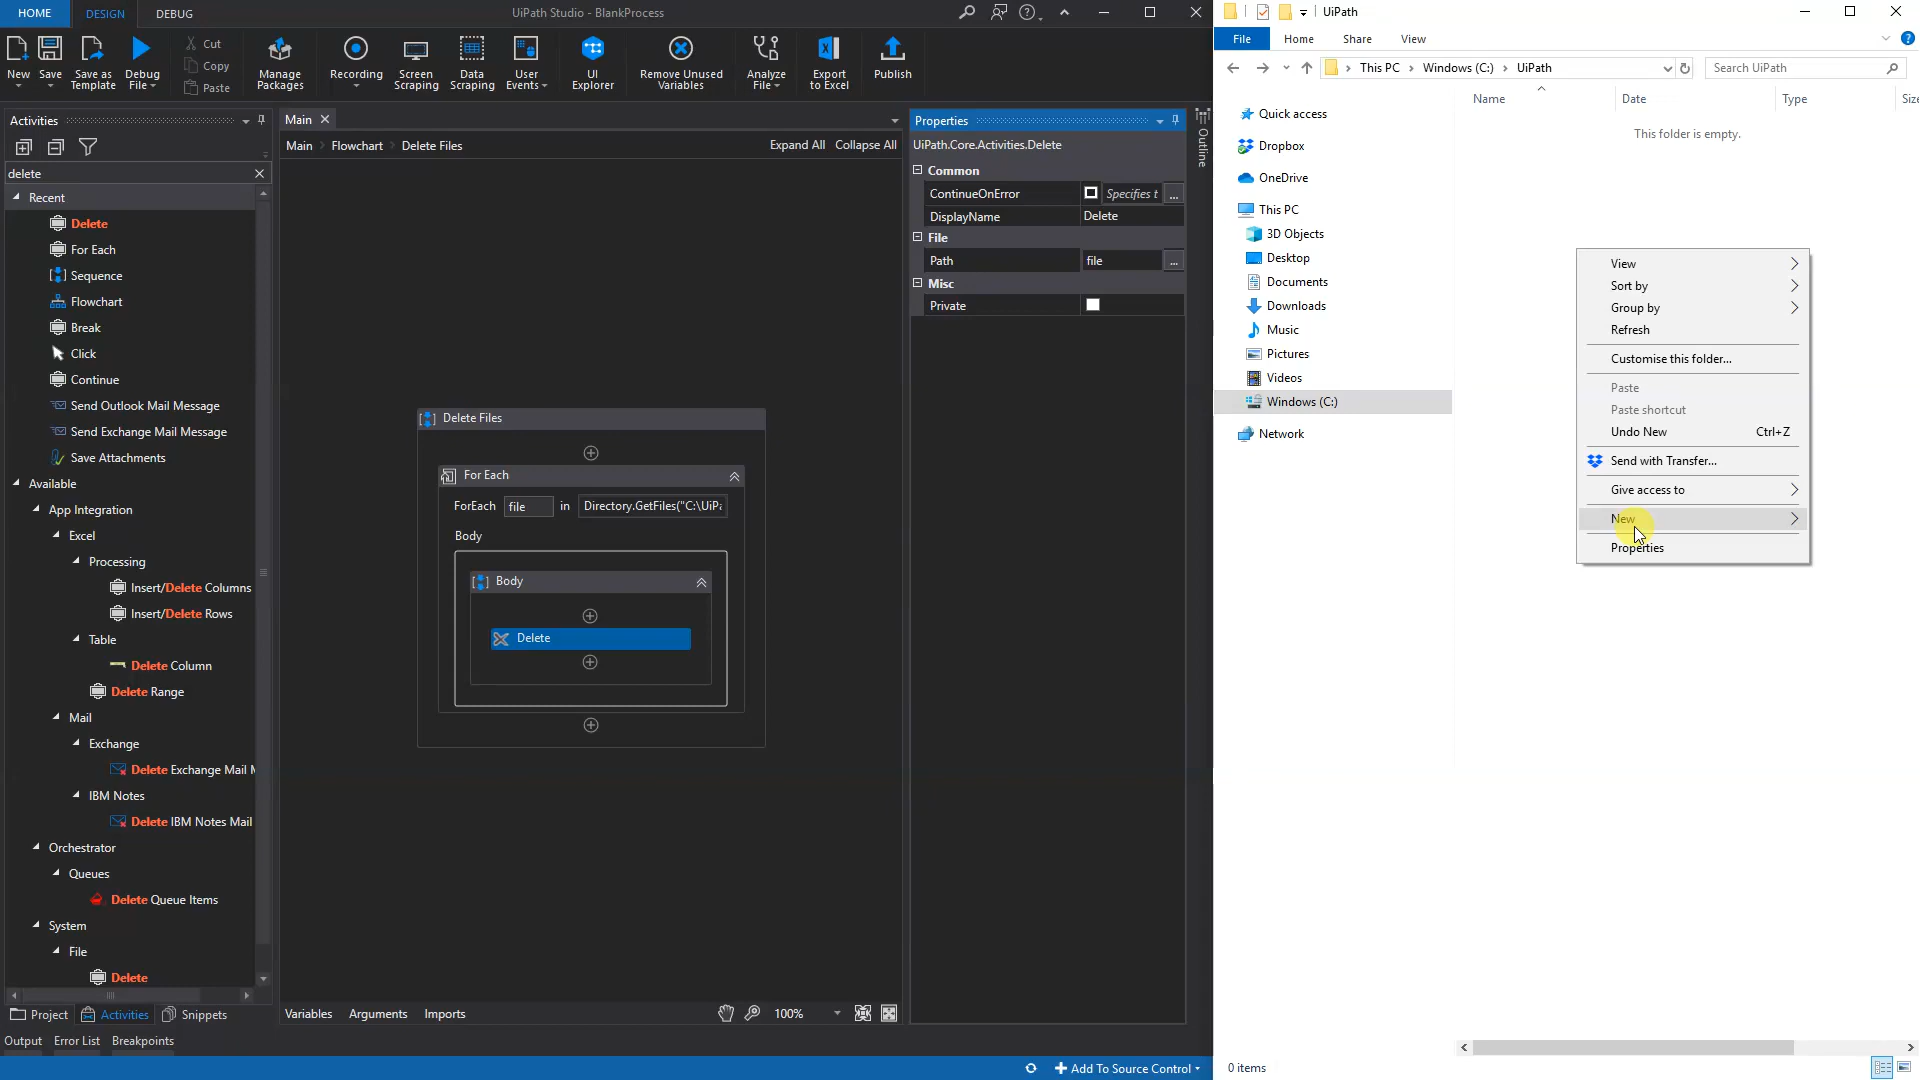 HOME
DESIGN
DEBUG
UiPath Studio - BlankProcess
New
Save
Save as Template
Debug File
Cut
Copy
Paste
Manage Packages
Recording
Screen Scraping
Data Scraping
User Events
UI Explorer
Remove Unused Variables
Analyze File
Export to Excel
Publish
Activities
delete
Recent
Delete
For Each
Sequence
Flowchart
Break
Click
Continue
Send Outlook Mail Message
Send Exchange Mail Message
Save Attachments
Available
App Integration
Excel
Processing
Insert/Delete Columns
Insert/Delete Rows
Table
Delete Column
Delete Range
Mail
Exchange
Delete Exchange Mail M
IBM Notes
Delete IBM Notes Mail
Orchestrator
Queues
Delete Queue Items
System
File
Delete
Project
Activities
Snippets
Output
Error List
Breakpoints
Main
Main
Flowchart
Delete Files
Expand All
Collapse All
Delete Files
For Each
ForEach
file
in
Directory.GetFiles("C:\UiPa
Body
Body
Delete
Variables
Arguments
Imports
100%
Properties
UiPath.Core.Activities.Delete
Common
ContinueOnError
Specifies t
...
DisplayName
Delete
File
Path
file
...
Misc
Private
Outline
Add To Source Control
UiPath
File
Home
Share
View
This PC
Windows (C:)
UiPath
Search UiPath
Name
Date
Type
Size
This folder is empty.
Quick access
Dropbox
OneDrive
This PC
3D Objects
Desktop
Documents
Downloads
Music
Pictures
Videos
Windows (C:)
Network
View
Sort by
Group by
Refresh
Customise this folder...
Paste
Paste shortcut
Undo New
Ctrl+Z
Send with Transfer...
Give access to
New
Properties
0 items